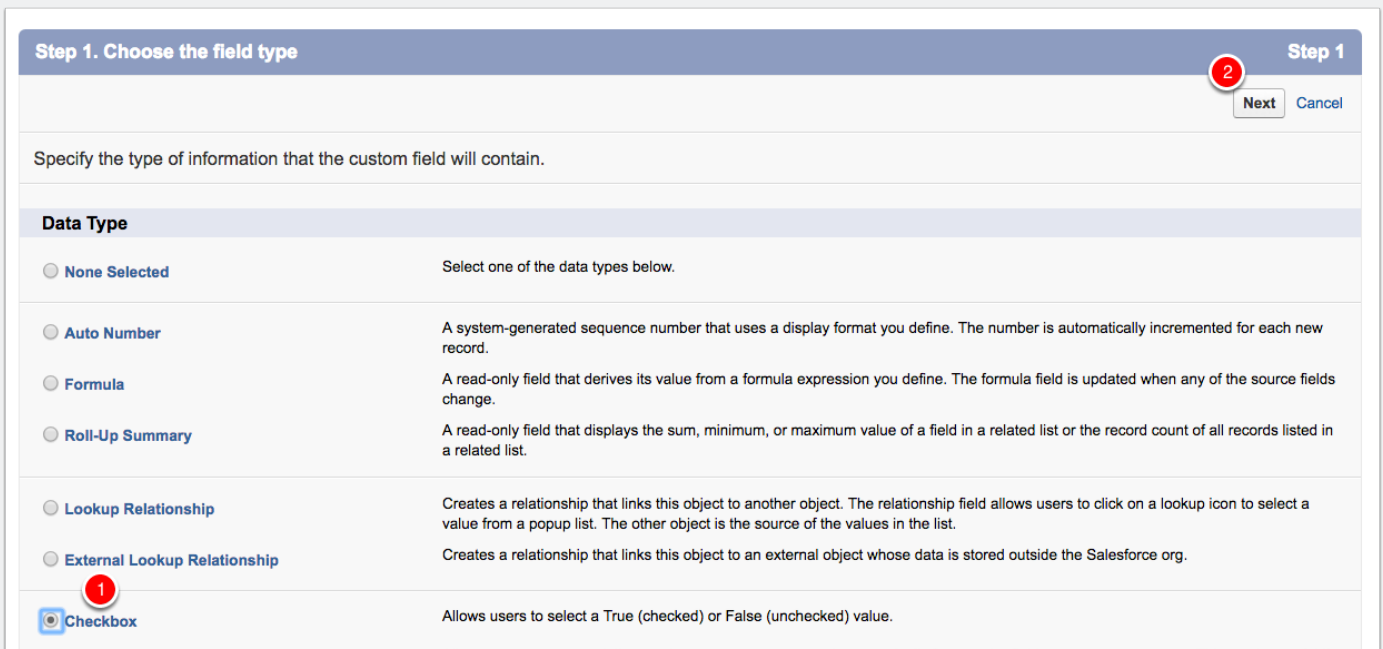 Step 1. Choose the field type
Step 1
2
Next
Cancel
Specify the type of information that the custom field will contain.
Data Type
None Selected
Select one of the data types below.
Auto Number
A system-generated sequence number that uses a display format you define. The number is automatically incremented for each new
record.
Formula
A read-only field that derives its value from a formula expression you define. The formula field is updated when any of the source fields
change.
Roll-Up Summary
A read-only field that displays the sum, minimum, or maximum value of a field in a related list or the record count of all records listed in
a related list.
Lookup Relationship
Creates a relationship that links this object to another object. The relationship field allows users to click on a lookup icon to select a
value from a popup list. The other object is the source of the values in the list.
External Lookup Relationship
Creates a relationship that links this object to an external object whose data is stored outside the Salesforce org.
1
Checkbox
Allows users to select a True (checked) or False (unchecked) value.